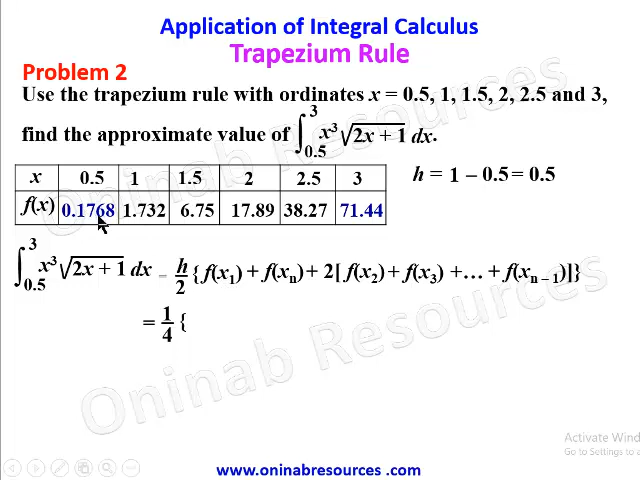 Application of Integral Calculus
Trapezium Rule
Problem 2
Use the trapezium rule with ordinates x = 0.5, 1, 1.5, 2, 2.5 and 3,
find the approximate value of ∫₀.₅³ x³√(2x + 1) dx.
x 0.5 1 1.5 2 2.5 3
f(x) 0.1768 1.732 6.75 17.89 38.27 71.44
h = 1 − 0.5 = 0.5
∫₀.₅³ x³√(2x + 1) dx = h/2 { f(x₁) + f(xₙ) + 2[ f(x₂) + f(x₃) +… + f(xₙ₋₁)]}
= 1/4 {
Oninab Resources
Oninab Resources
Activate Wind
Go to Settings to a
www.oninabresources .com